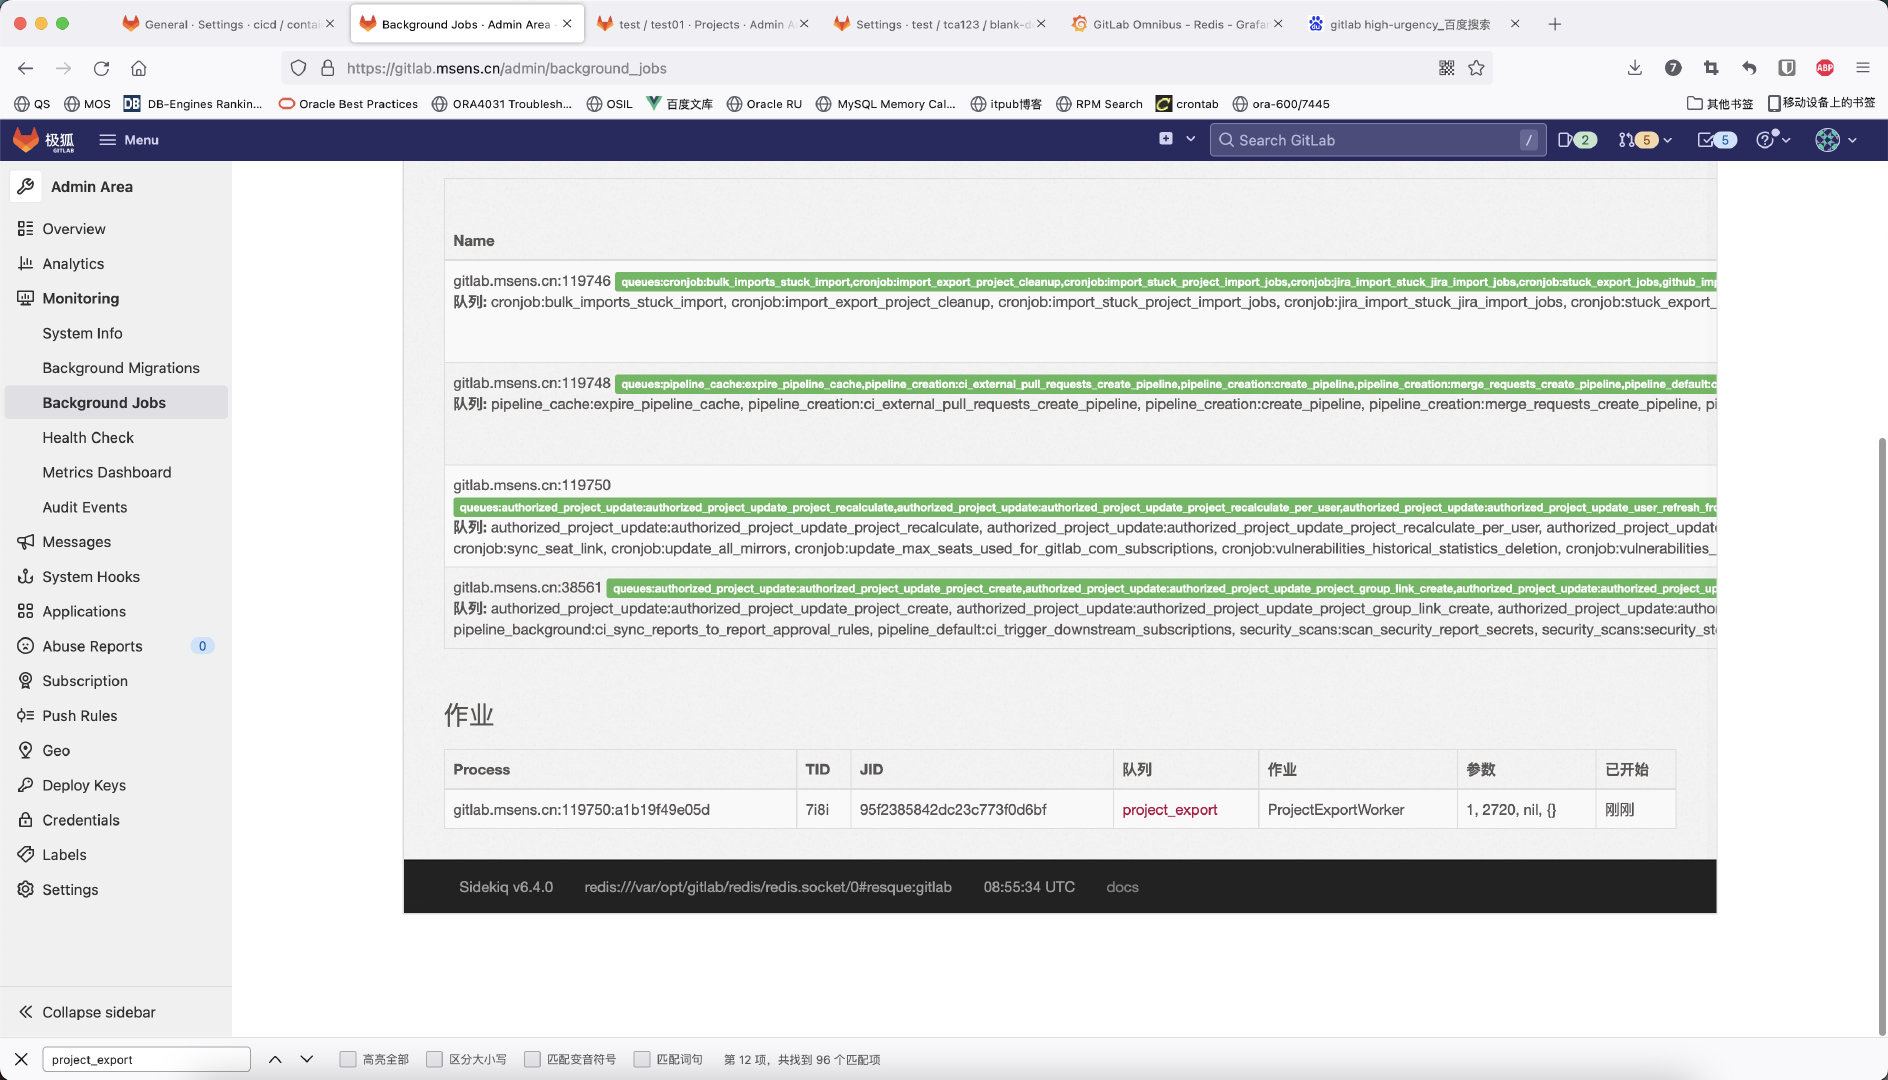 General · Settings · cicd / conta
Background Jobs · Admin Area
test / test01 · Projects · Admin A
Settings · test / tca123 / blank-d
GitLab Omnibus - Redis - Grafan
gitlab high-urgency_百度搜索
https://gitlab.msens.cn/admin/background_jobs
7
ABP
QS
MOS
DB
DB-Engines Rankin...
Oracle Best Practices
ORA4031 Troublesh...
OSIL
百度文库
Oracle RU
MySQL Memory Cal...
itpub博客
RPM Search
crontab
ora-600/7445
其他书签
移动设备上的书签
极狐
GITLAB
Menu
Search GitLab
/
2
5
5
Admin Area
Overview
Analytics
Monitoring
System Info
Background Migrations
Background Jobs
Health Check
Metrics Dashboard
Audit Events
Messages
System Hooks
Applications
Abuse Reports
0
Subscription
Push Rules
Geo
Deploy Keys
Credentials
Labels
Settings
Collapse sidebar
Name
gitlab.msens.cn:119746 queues:cronjob:bulk_imports_stuck_import,cronjob:import_export_project_cleanup,cronjob:import_stuck_project_import_jobs,cronjob:jira_import_stuck_jira_import_jobs,cronjob:stuck_export_jobs,github_imp
队列: cronjob:bulk_imports_stuck_import, cronjob:import_export_project_cleanup, cronjob:import_stuck_project_import_jobs, cronjob:jira_import_stuck_jira_import_jobs, cronjob:stuck_export_
gitlab.msens.cn:119748 queues:pipeline_cache:expire_pipeline_cache,pipeline_creation:ci_external_pull_requests_create_pipeline,pipeline_creation:create_pipeline,pipeline_creation:merge_requests_create_pipeline,pipeline_default:c
队列: pipeline_cache:expire_pipeline_cache, pipeline_creation:ci_external_pull_requests_create_pipeline, pipeline_creation:create_pipeline, pipeline_creation:merge_requests_create_pipeline, pi
gitlab.msens.cn:119750
queues:authorized_project_update:authorized_project_update_project_recalculate,authorized_project_update:authorized_project_update_project_recalculate_per_user,authorized_project_update:authorized_project_update_user_refresh_fro
队列: authorized_project_update:authorized_project_update_project_recalculate, authorized_project_update:authorized_project_update_project_recalculate_per_user, authorized_project_updat
cronjob:sync_seat_link, cronjob:update_all_mirrors, cronjob:update_max_seats_used_for_gitlab_com_subscriptions, cronjob:vulnerabilities_historical_statistics_deletion, cronjob:vulnerabilities_
gitlab.msens.cn:38561 queues:authorized_project_update:authorized_project_update_project_create,authorized_project_update:authorized_project_update_project_group_link_create,authorized_project_update:authorized_project_up
队列: authorized_project_update:authorized_project_update_project_create, authorized_project_update:authorized_project_update_project_group_link_create, authorized_project_update:autho
pipeline_background:ci_sync_reports_to_report_approval_rules, pipeline_default:ci_trigger_downstream_subscriptions, security_scans:scan_security_report_secrets, security_scans:security_st
作业
Process TID JID 队列 作业 参数 已开始
gitlab.msens.cn:119750:a1b19f49e05d 7i8i 95f2385842dc23c773f0d6bf project_export ProjectExportWorker 1, 2720, nil, {} 刚刚
Sidekiq v6.4.0 redis:///var/opt/gitlab/redis/redis.socket/0#resque:gitlab 08:55:34 UTC docs
project_export
高亮全部
区分大小写
匹配变音符号
匹配词句
第 12 项，共找到 96 个匹配项